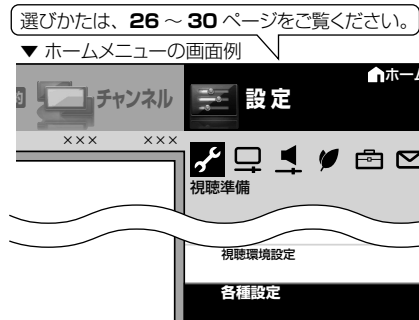 選びかたは、26 ～ 30 ページをご覧ください。
▼ ホームメニューの画面例
ホーム
チャンネル
設定
××× ×××
視聴準備
視聴環境設定
各種設定